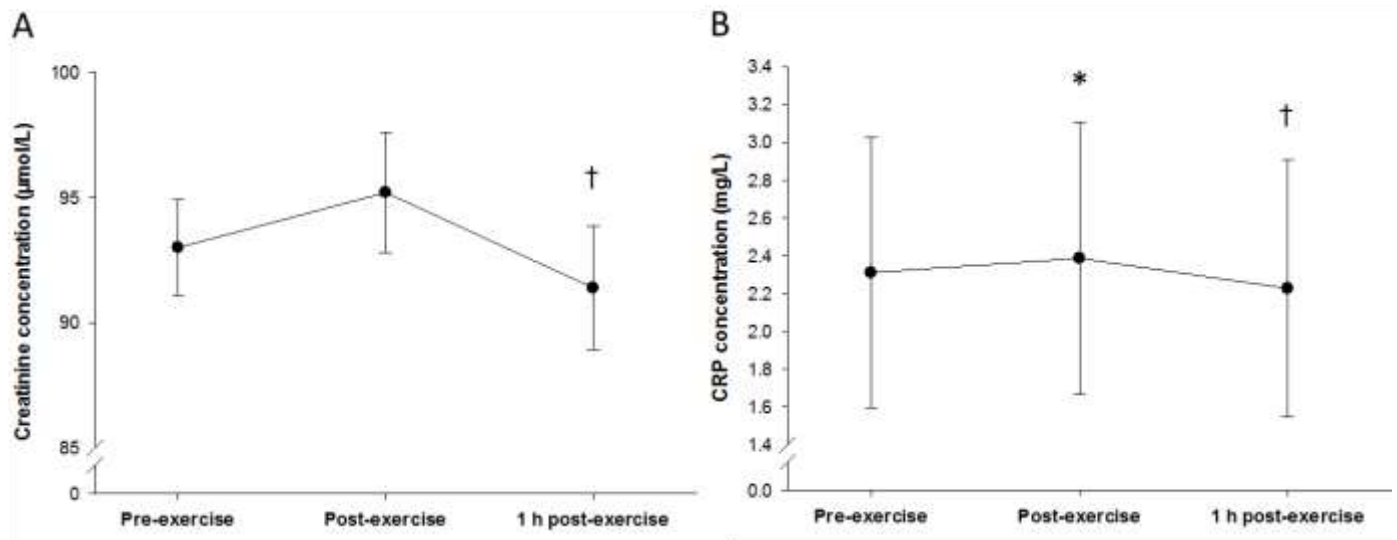 A
Creatinine concentration (µmol/L)
100
95
90
85
0
†
Pre-exercise
Post-exercise
1 h post-exercise
B
CRP concentration (mg/L)
3.4
3.2
3.0
2.8
2.6
2.4
2.2
2.0
1.8
1.6
1.4
0.0
*
†
Pre-exercise
Post-exercise
1 h post-exercise